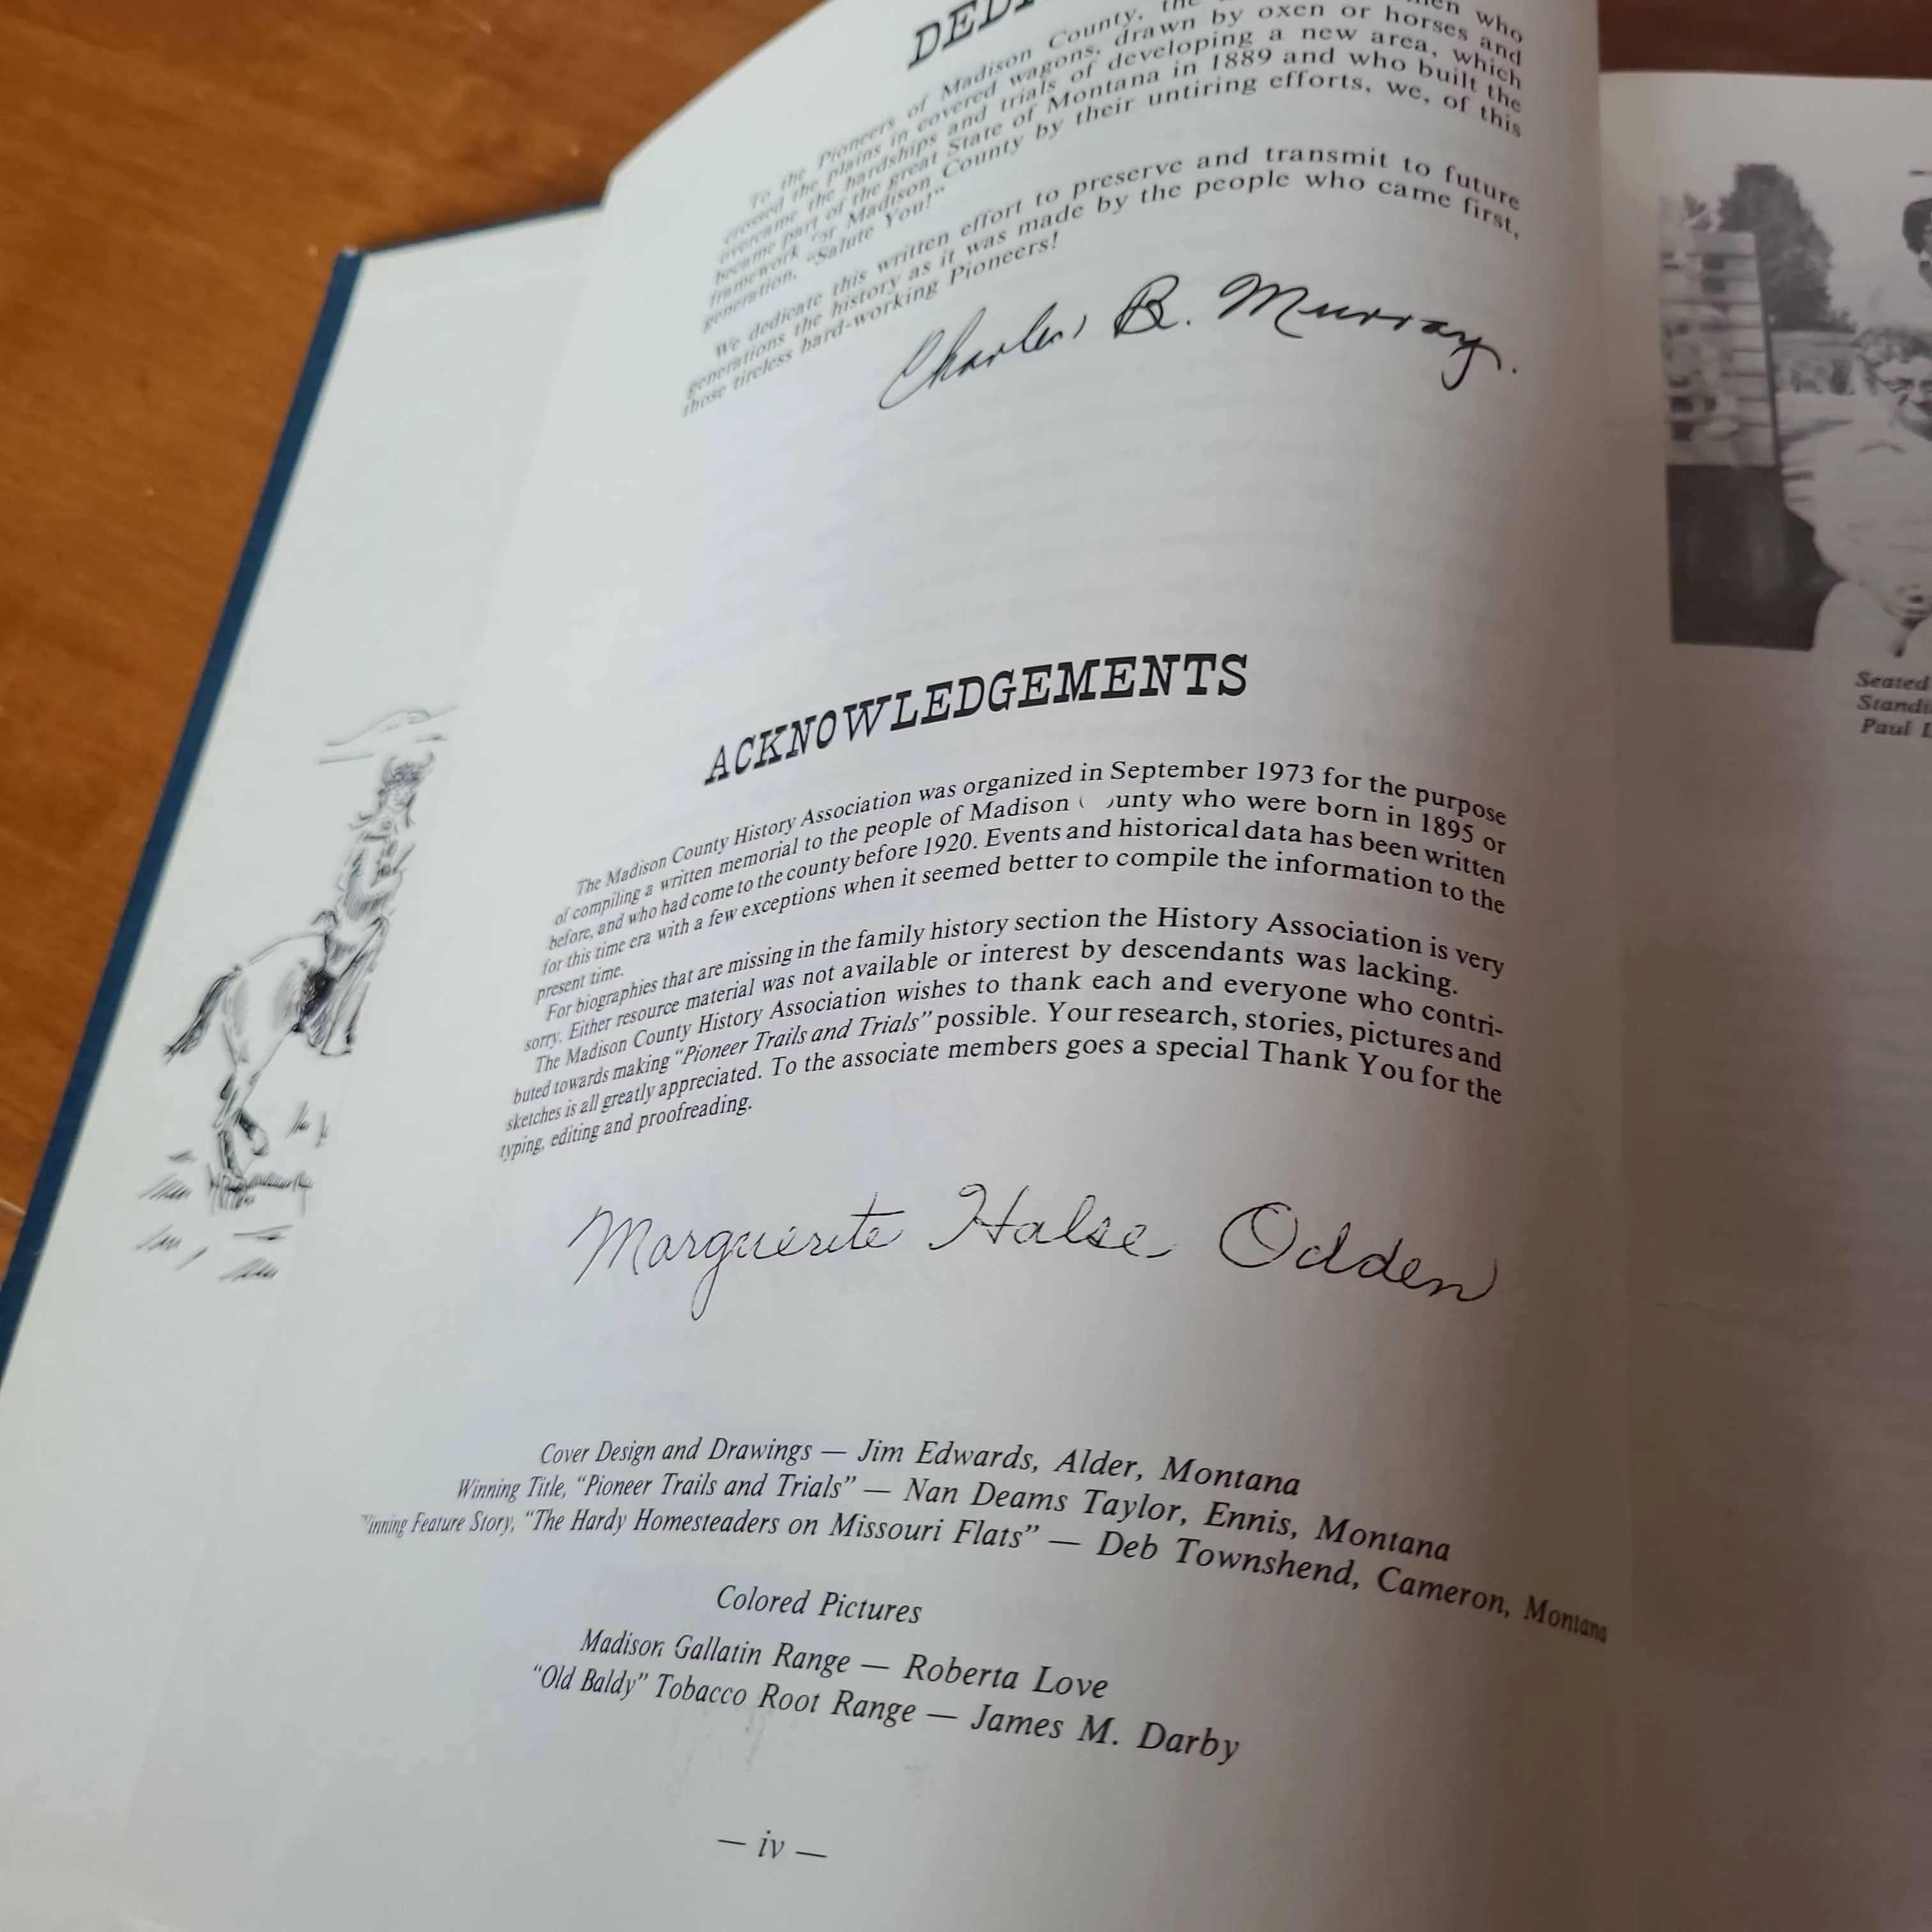 DEDI
To the Pioneers of Madison County, the men who
crossed the plains in covered wagons, drawn by oxen or horses and
overcame the hardships and trials of developing a new area, which
became part of the great State of Montana in 1889 and who built the
framework for Madison County by their untiring efforts, we, of this
generation, "Salute You!"
We dedicate this written effort to preserve and transmit to future
generations the history as it was made by the people who came first,
those tireless hard-working Pioneers!
Charles B. Murray.
ACKNOWLEDGEMENTS
The Madison County History Association was organized in September 1973 for the purpose
of compiling a written memorial to the people of Madison ( )unty who were born in 1895 or
before, and who had come to the county before 1920. Events and historical data has been written
for this time era with a few exceptions when it seemed better to compile the information to the
present time.
For biographies that are missing in the family history section the History Association is very
sorry. Either resource material was not available or interest by descendants was lacking.
The Madison County History Association wishes to thank each and everyone who contri-
buted towards making "Pioneer Trails and Trials" possible. Your research, stories, pictures and
sketches is all greatly appreciated. To the associate members goes a special Thank You for the
typing, editing and proofreading.
Marguerite Halse Odden
Cover Design and Drawings — Jim Edwards, Alder, Montana
Winning Title, "Pioneer Trails and Trials" — Nan Deams Taylor, Ennis, Montana
Winning Feature Story, "The Hardy Homesteaders on Missouri Flats" — Deb Townshend, Cameron, Montana
Colored Pictures
Madison Gallatin Range — Roberta Love
"Old Baldy" Tobacco Root Range — James M. Darby
— iv —
Seated
Standi
Paul L